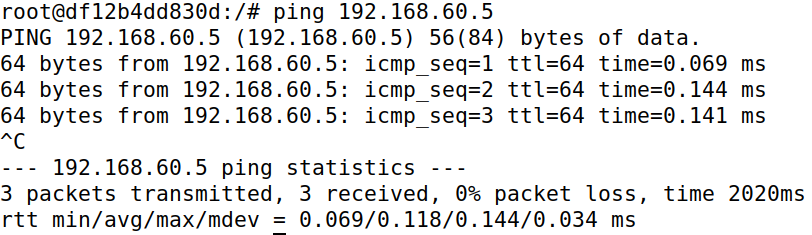 root@df12b4dd830d:/# ping 192.168.60.5
PING 192.168.60.5 (192.168.60.5) 56(84) bytes of data.
64 bytes from 192.168.60.5: icmp_seq=1 ttl=64 time=0.069 ms
64 bytes from 192.168.60.5: icmp_seq=2 ttl=64 time=0.144 ms
64 bytes from 192.168.60.5: icmp_seq=3 ttl=64 time=0.141 ms
^C
--- 192.168.60.5 ping statistics ---
3 packets transmitted, 3 received, 0% packet loss, time 2020ms
rtt min/avg/max/mdev = 0.069/0.118/0.144/0.034 ms